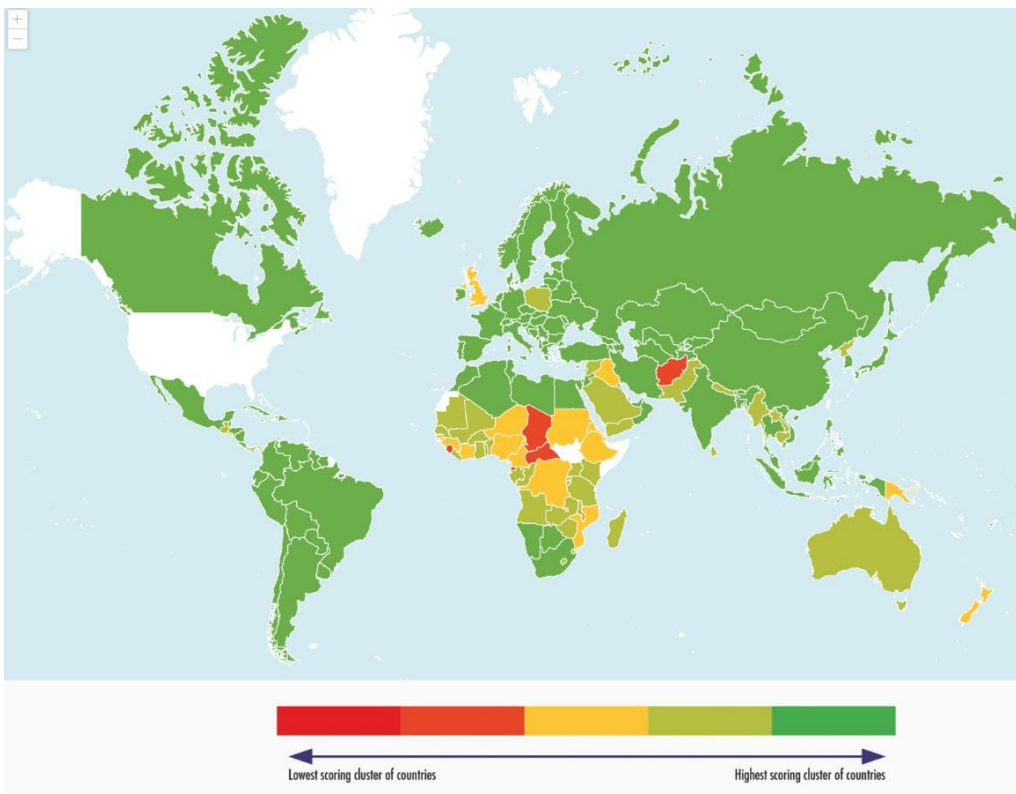 +
−
Lowest scoring cluster of countries
Highest scoring cluster of countries